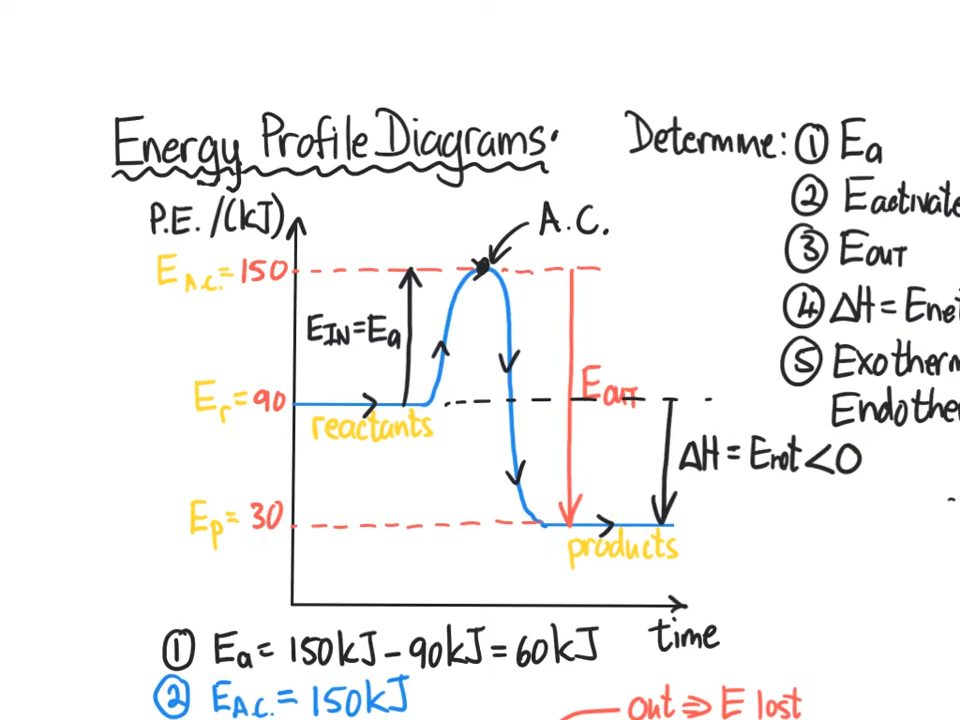 Energy Profile Diagrams.
Determine: ① Ea
② Eactivate
③ EOUT
④ ΔH = Enet
⑤ Exotherm
Endother
P.E. /(kJ)
A.C.
EA.C. = 150
EIN = Ea
Er = 90
reactants
EOUT
ΔH = Enet < 0
Ep = 30
products
time
① Ea = 150kJ - 90kJ = 60kJ
② EA.C. = 150kJ
out ⇒ E lost